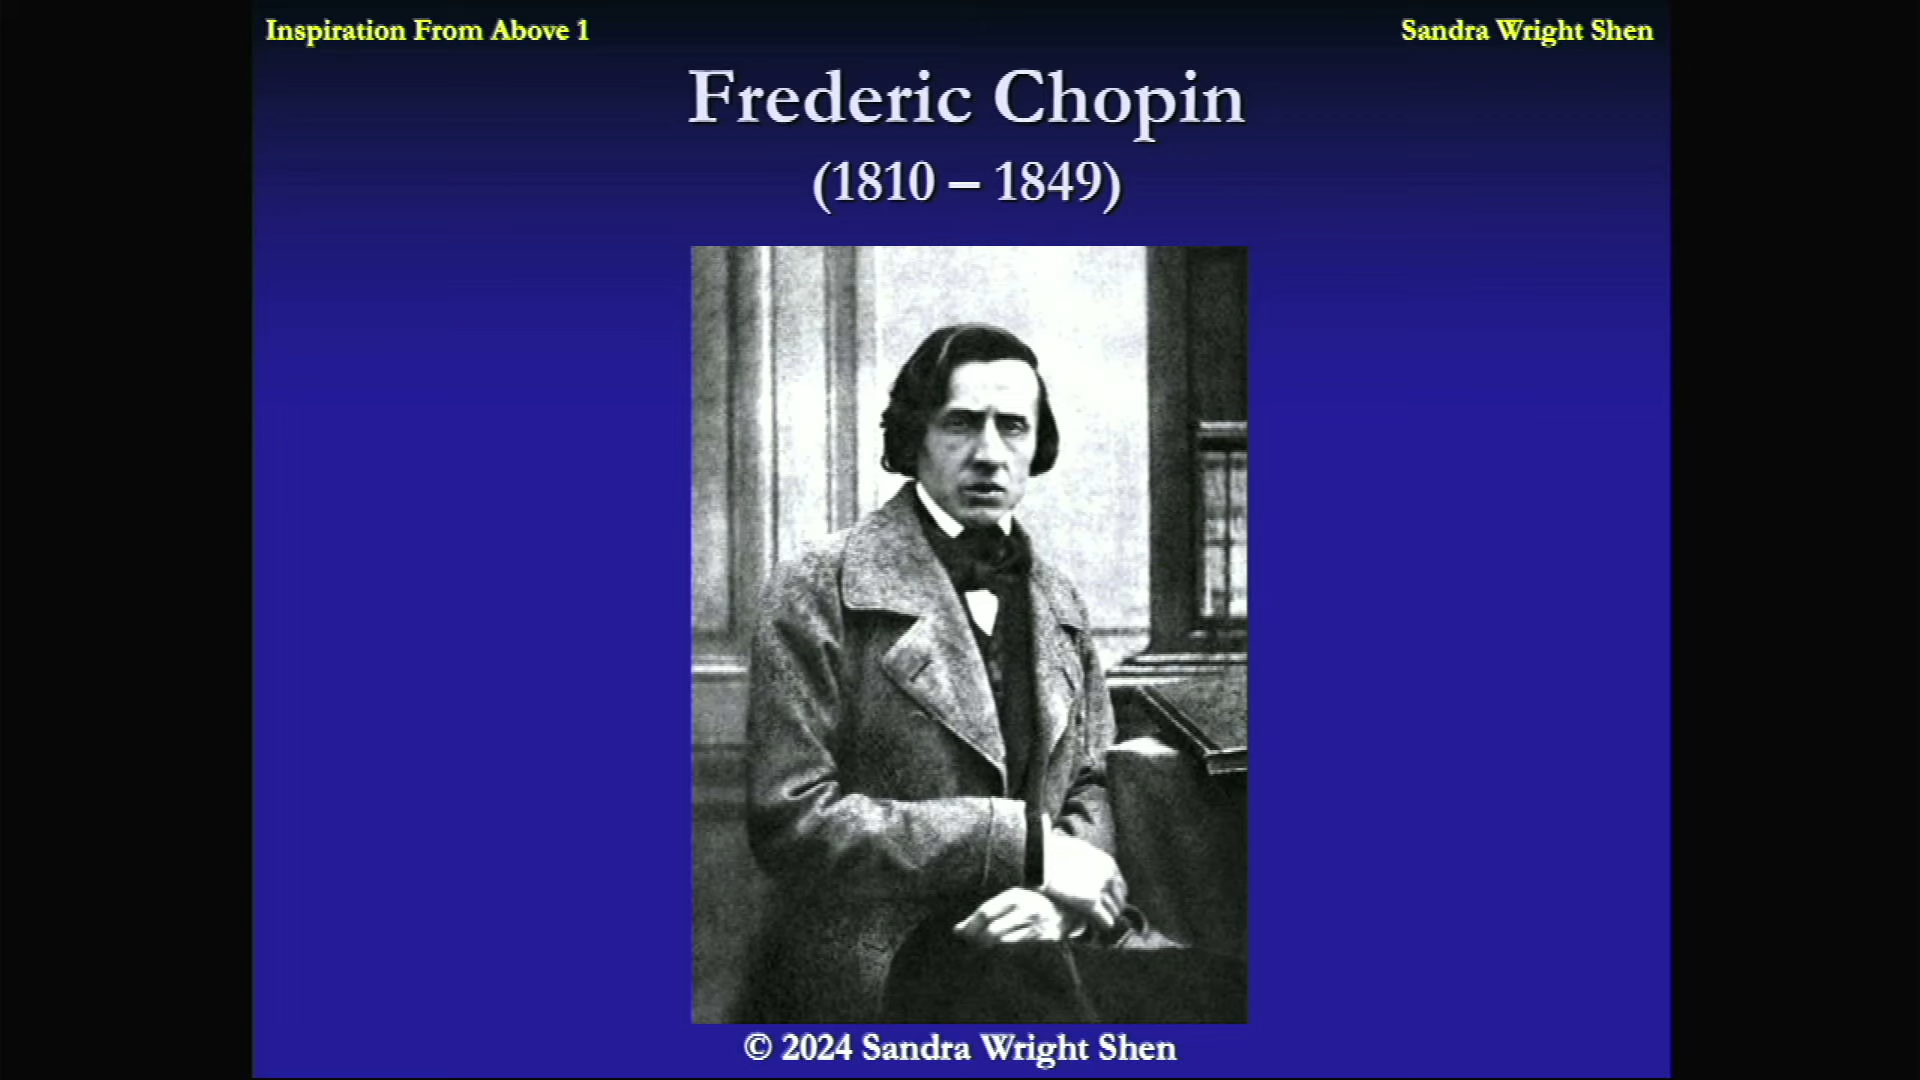 Inspiration From Above 1
Sandra Wright Shen
Frederic Chopin
(1810 – 1849)
© 2024 Sandra Wright Shen